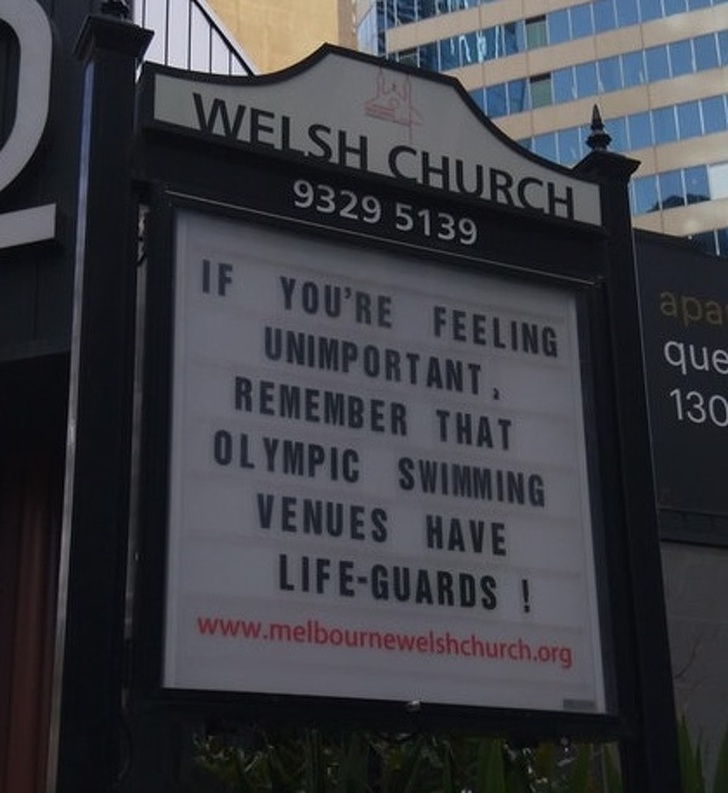 WELSH CHURCH
9329 5139
IF YOU'RE FEELING
UNIMPORTANT,
REMEMBER THAT
OLYMPIC SWIMMING
VENUES HAVE
LIFE-GUARDS !
www.melbournewelshchurch.org
apa
que
130